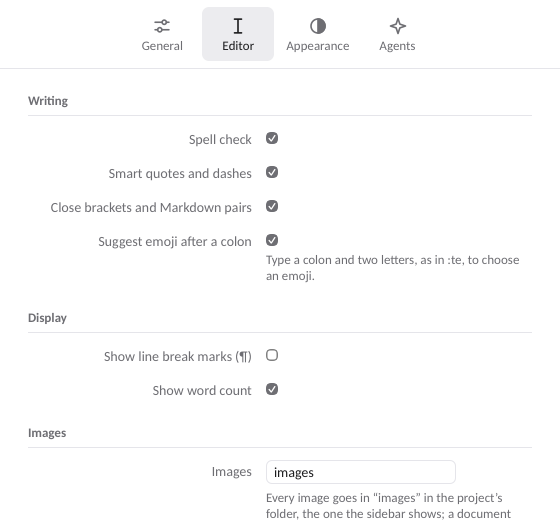 General
Editor
Appearance
Agents
Writing
Spell check
Smart quotes and dashes
Close brackets and Markdown pairs
Suggest emoji after a colon
Type a colon and two letters, as in :te, to choose
an emoji.
Display
Show line break marks (¶)
Show word count
Images
Images
images
Every image goes in “images” in the project’s
folder, the one the sidebar shows; a document